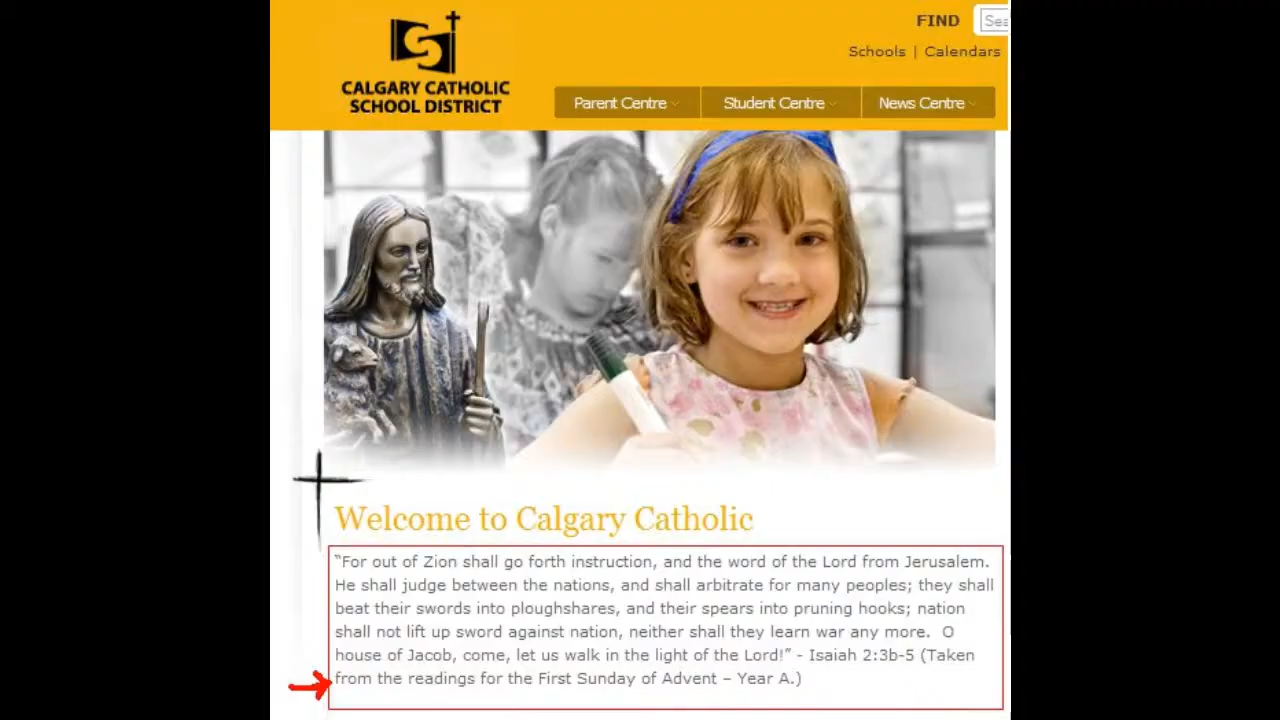 FIND
Schools | Calendars
CALGARY CATHOLIC
SCHOOL DISTRICT
Parent Centre
Student Centre
News Centre
Welcome to Calgary Catholic
“For out of Zion shall go forth instruction, and the word of the Lord from Jerusalem.
He shall judge between the nations, and shall arbitrate for many peoples; they shall
beat their swords into ploughshares, and their spears into pruning hooks; nation
shall not lift up sword against nation, neither shall they learn war any more.  O
house of Jacob, come, let us walk in the light of the Lord!” - Isaiah 2:3b-5 (Taken
from the readings for the First Sunday of Advent – Year A.)